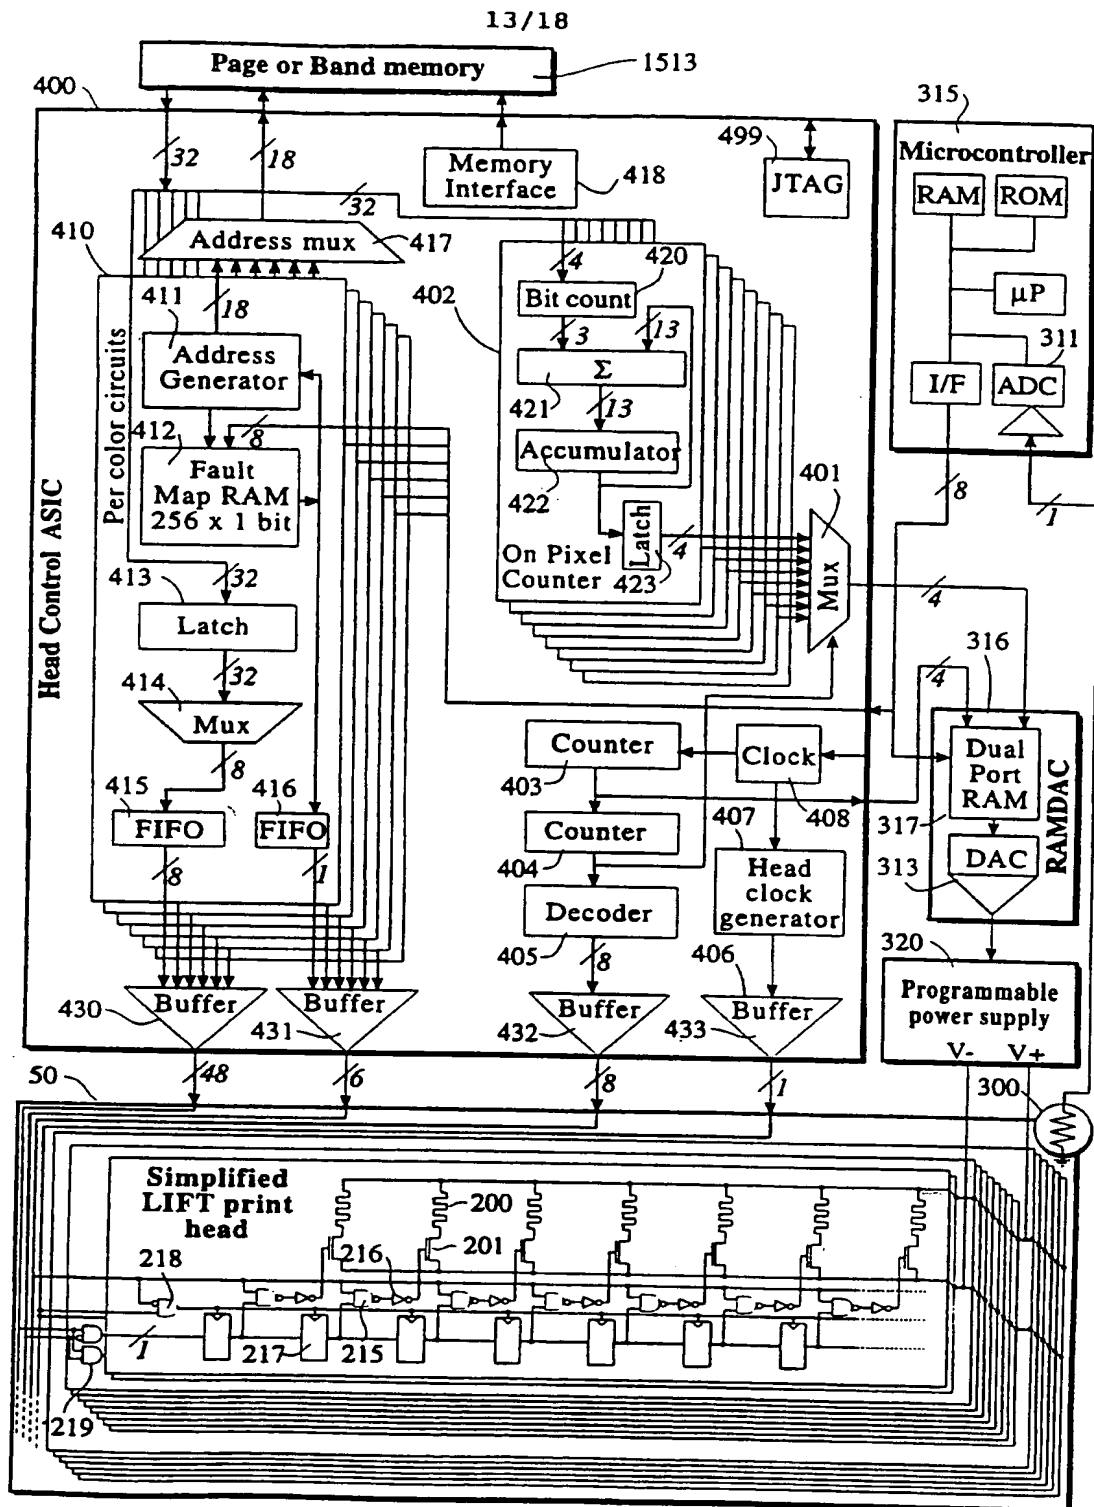 13/18
Page or Band memory
1513
400
32
18
Memory
Interface
418
499
JTAG
315
Microcontroller
RAM
ROM
µP
311
I/F
ADC
8
1
32
410
Address mux
417
Per color circuits
411
18
Address
Generator
412
8
Fault
Map RAM
256 x 1 bit
413
32
Latch
32
414
Mux
8
415
FIFO
416
FIFO
8
1
Head Control ASIC
402
4
420
Bit count
3
13
Σ
421
13
Accumulator
422
Latch
4
423
On Pixel
Counter
401
Mux
4
4
316
Dual
Port
RAM
317
RAMDAC
DAC
313
Counter
403
Clock
408
Counter
404
407
Head
clock
generator
Decoder
405
8
406
Buffer
430
Buffer
431
Buffer
432
Buffer
433
320
Programmable
power supply
V-
V+
300
50
48
6
8
1
Simplified
LIFT print
head
200
201
216
218
1
217
215
219